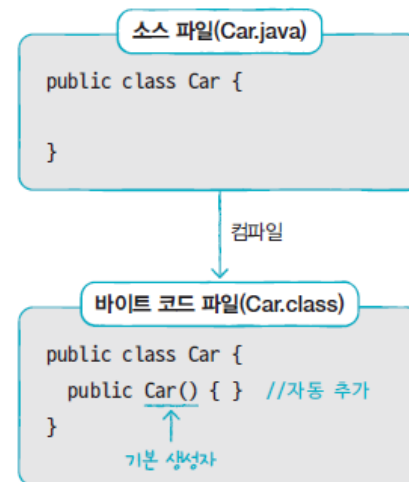 소스 파일(Car.java)
public class Car {
}
컴파일
바이트 코드 파일(Car.class)
public class Car {
public Car() { } //자동 추가
}
기본 생성자